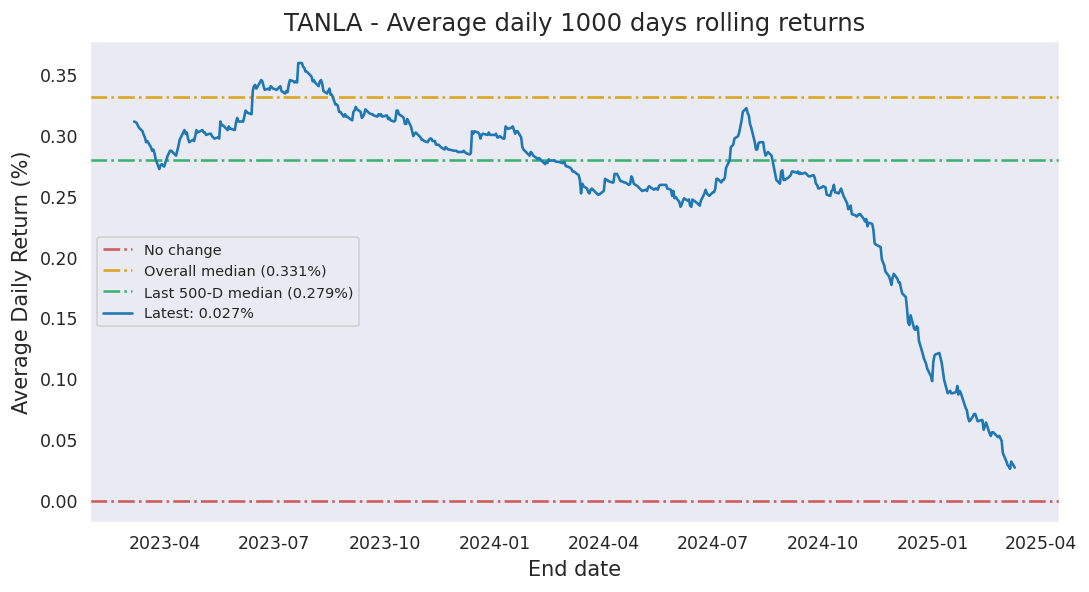 TANLA - Average daily 1000 days rolling returns
Average Daily Return (%)
0.35
0.30
0.25
0.20
0.15
0.10
0.05
0.00
No change
Overall median (0.331%)
Last 500-D median (0.279%)
Latest: 0.027%
2023-04 2023-07 2023-10 2024-01 2024-04 2024-07 2024-10 2025-01 2025-04
End date